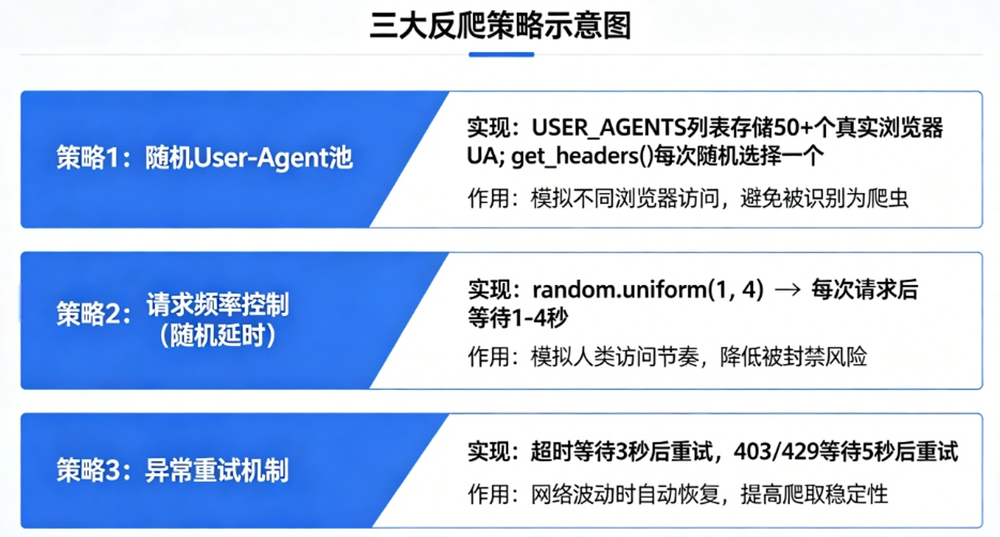 三大反爬策略示意图
策略1：随机User-Agent池
实现：USER_AGENTS列表存储50+个真实浏览器
UA; get_headers()每次随机选择一个
作用：模拟不同浏览器访问，避免被识别为爬虫
策略2：请求频率控制
（随机延时）
实现：random.uniform(1, 4) → 每次请求后
等待1-4秒
作用：模拟人类访问节奏，降低被封禁风险
策略3：异常重试机制
实现：超时等待3秒后重试，403/429等待5秒后重试
作用：网络波动时自动恢复，提高爬取稳定性